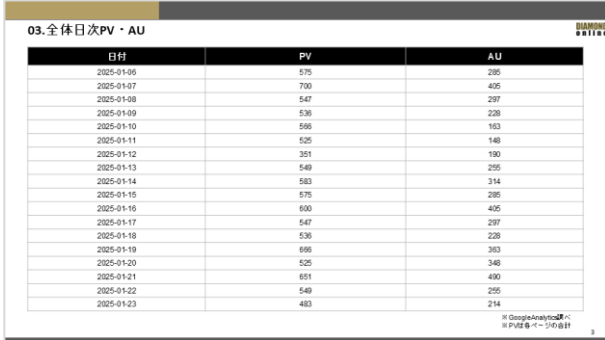 03.全体日次PV・AU
DIAMOND
online
日付 PV AU
2025-01-06 575 285
2025-01-07 700 405
2025-01-08 547 297
2025-01-09 536 228
2025-01-10 566 163
2025-01-11 525 148
2025-01-12 351 190
2025-01-13 549 255
2025-01-14 583 314
2025-01-15 575 285
2025-01-16 600 405
2025-01-17 547 297
2025-01-18 536 228
2025-01-19 666 363
2025-01-20 525 348
2025-01-21 651 490
2025-01-22 549 255
2025-01-23 483 214
※GoogleAnalytics調べ
※PVは各ページの合計
3